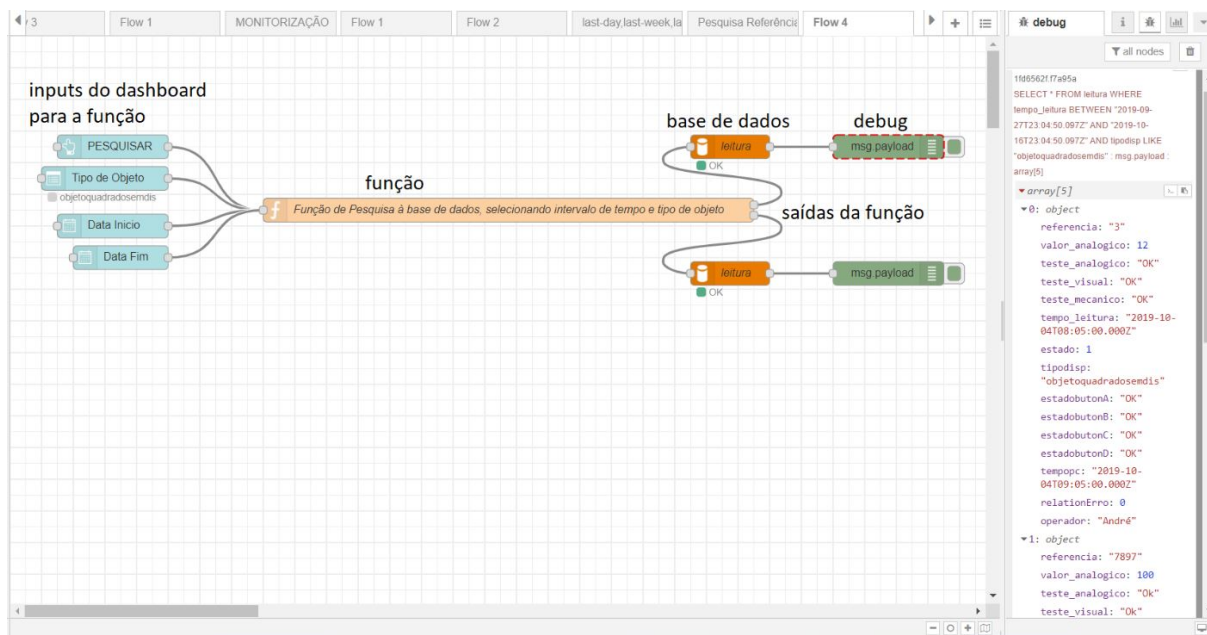 3
Flow 1
MONITORIZAÇÃO
Flow 1
Flow 2
last-day,last-week,la
Pesquisa Referência
Flow 4
debug
all nodes
inputs do dashboard
para a função
PESQUISAR
Tipo de Objeto
objetoquadradosemdis
Data Inicio
Data Fim
função
Função de Pesquisa à base de dados, selecionando intervalo de tempo e tipo de objeto
base de dados
leitura
OK
debug
msg.payload
saídas da função
leitura
OK
msg.payload
1fd6562f.f7a95a
SELECT * FROM leitura WHERE
tempo_leitura BETWEEN "2019-09-
27T23:04:50.097Z" AND "2019-10-
16T23:04:50.097Z" AND tipodisp LIKE
"objetoquadradosemdis" : msg.payload :
array[5]
array[5]
0: object
referencia: "3"
valor_analogico: 12
teste_analogico: "OK"
teste_visual: "OK"
teste_mecanico: "OK"
tempo_leitura: "2019-10-
04T08:05:00.000Z"
estado: 1
tipodisp:
"objetoquadradosemdis"
estadobutonA: "OK"
estadobutonB: "OK"
estadobutonC: "OK"
estadobutonD: "OK"
tempopc: "2019-10-
04T09:05:00.000Z"
relationErro: 0
operador: "André"
1: object
referencia: "7897"
valor_analogico: 100
teste_analogico: "Ok"
teste_visual: "Ok"